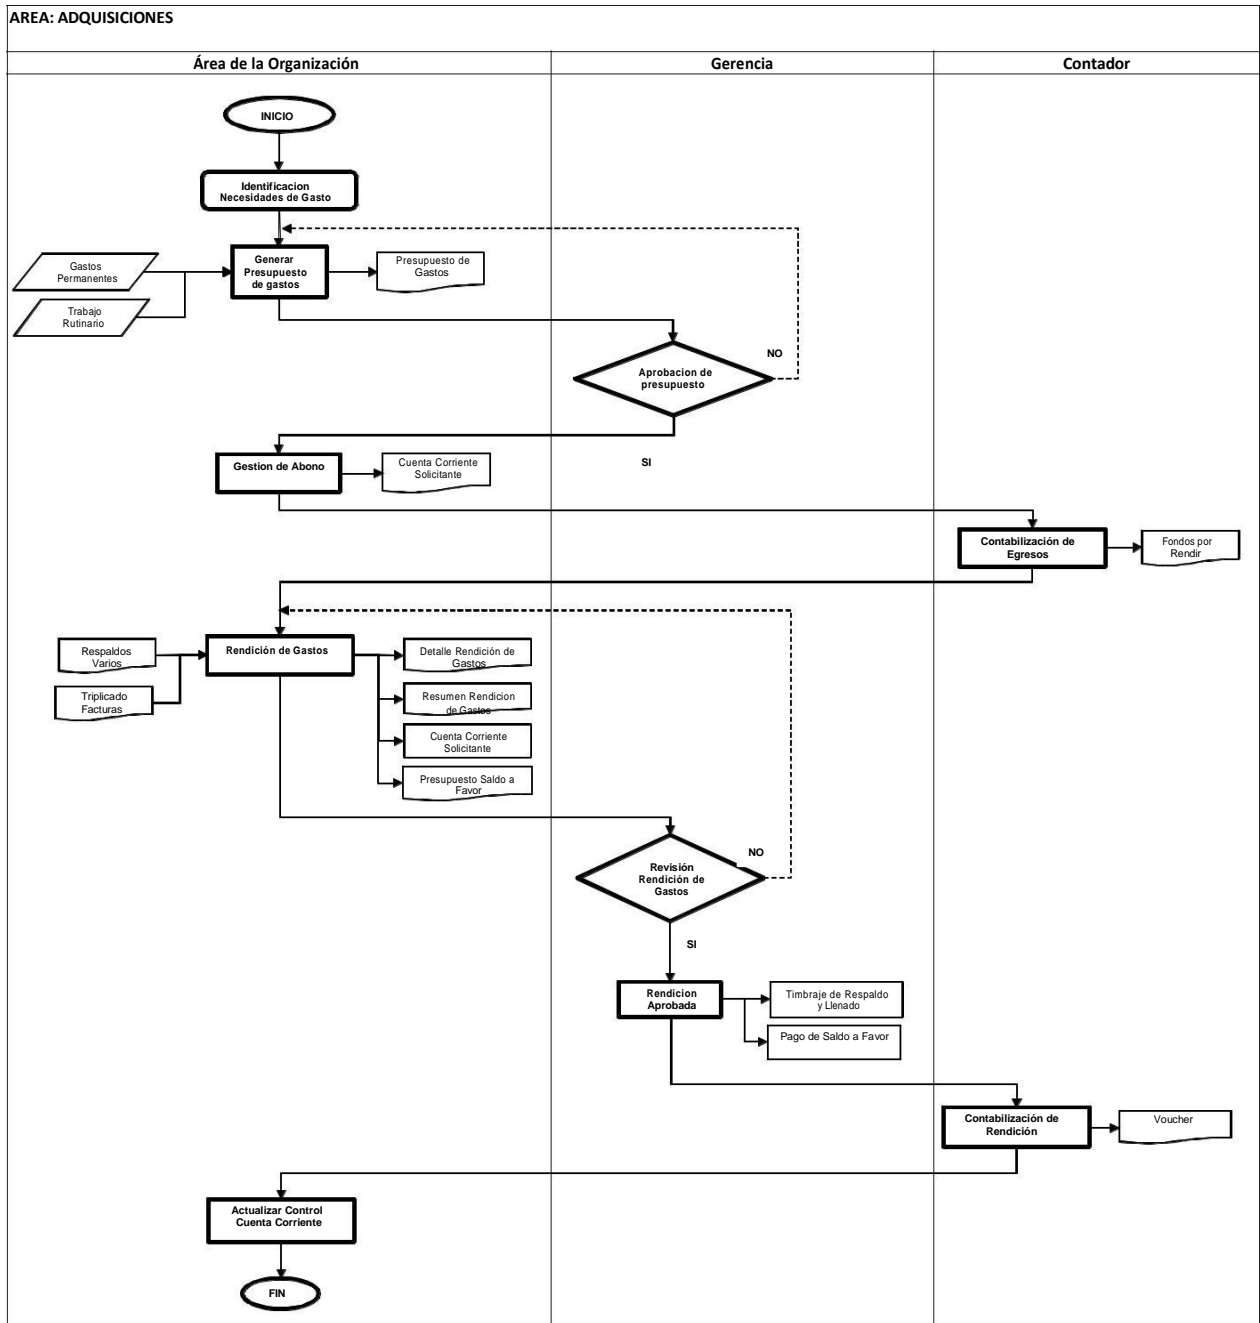 AREA: ADQUISICIONES
Área de la Organización
Gerencia
Contador
INICIO
Identificacion
Necesidades de Gasto
Generar
Presupuesto
de gastos
Presupuesto de
Gastos
Gastos
Permanentes
Trabajo
Rutinario
NO
Aprobacion de
presupuesto
SI
Gestion de Abono
Cuenta Corriente
Solicitante
Contabilización de
Egresos
Fondos por
Rendir
Respaldos
Varios
Triplicado
Facturas
Rendición de Gastos
Detalle Rendición de
Gastos
Resumen Rendicion
de Gastos
Cuenta Corriente
Solicitante
Presupuesto Saldo a
Favor
NO
Revisión
Rendición de
Gastos
SI
Rendicion
Aprobada
Timbraje de Respaldo
y Llenado
Pago de Saldo a Favor
Contabilización de
Rendición
Voucher
Actualizar Control
Cuenta Corriente
FIN